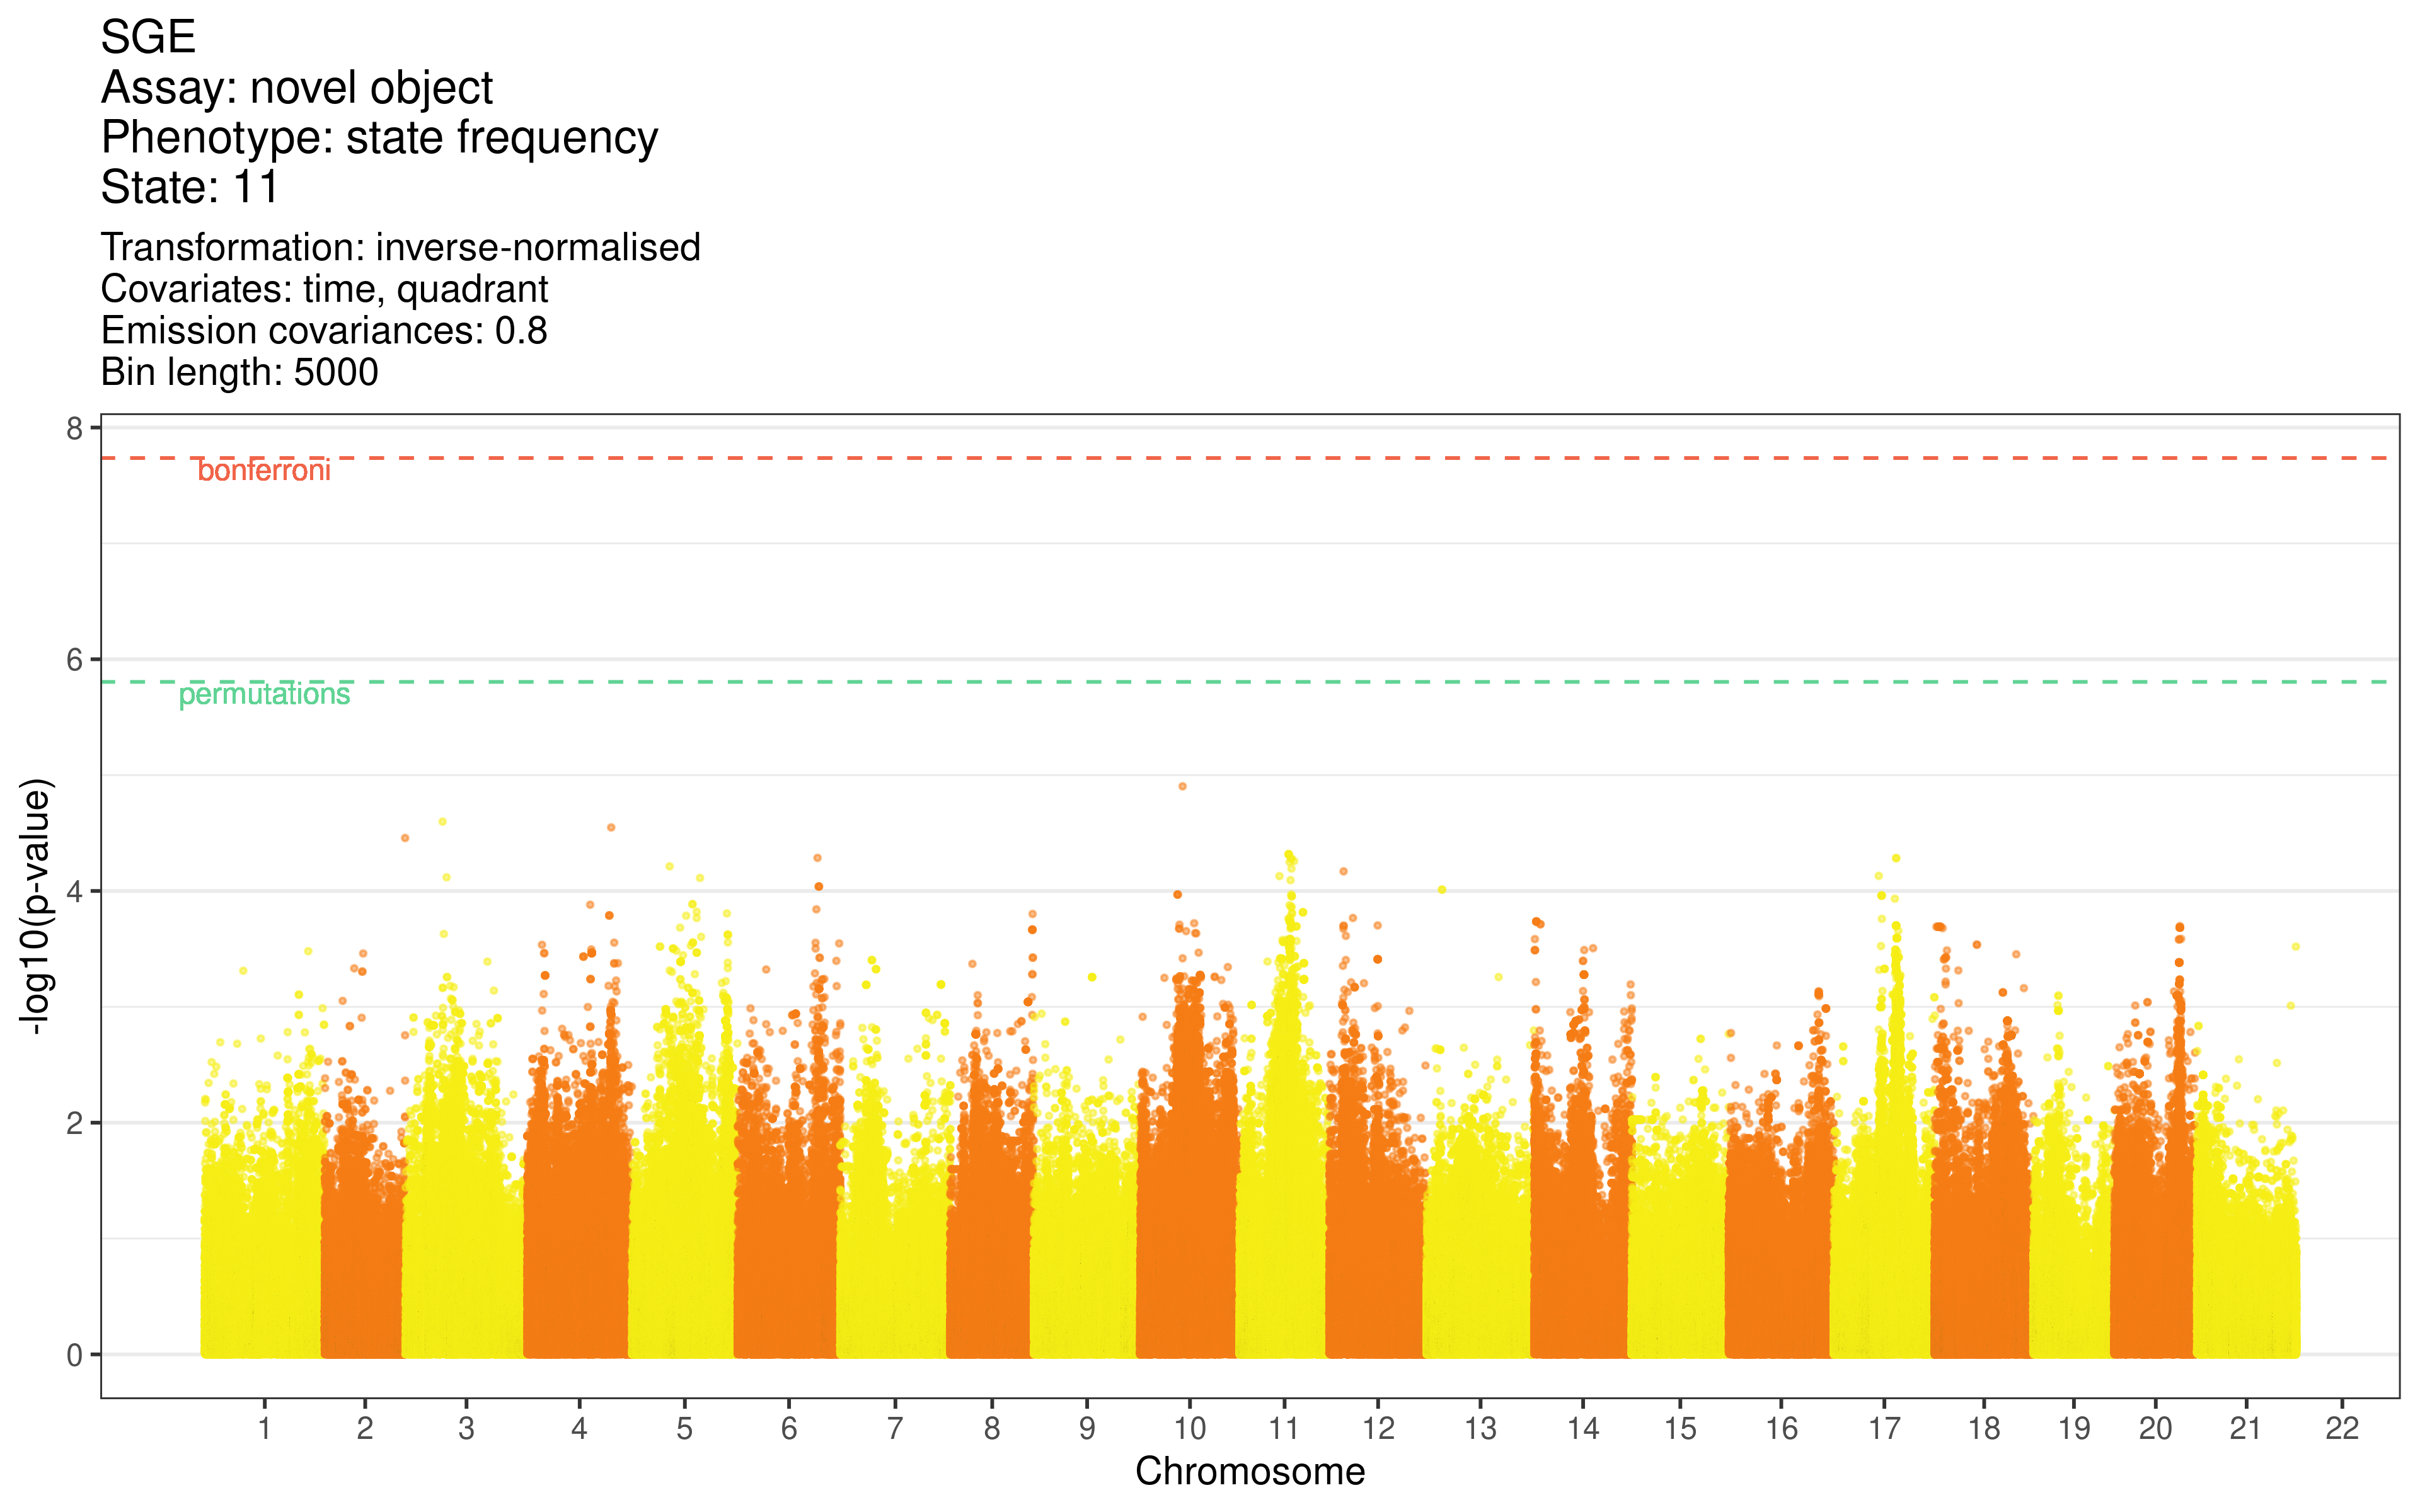 SGE
Assay: novel object
Phenotype: state frequency
State: 11
Transformation: inverse-normalised
Covariates: time, quadrant
Emission covariances: 0.8
Bin length: 5000
8
bonferroni
6
permutations
4
2
0
-log10(p-value)
1 2 3 4 5 6 7 8 9 10 11 12 13 14 15 16 17 18 19 20 21 22
Chromosome